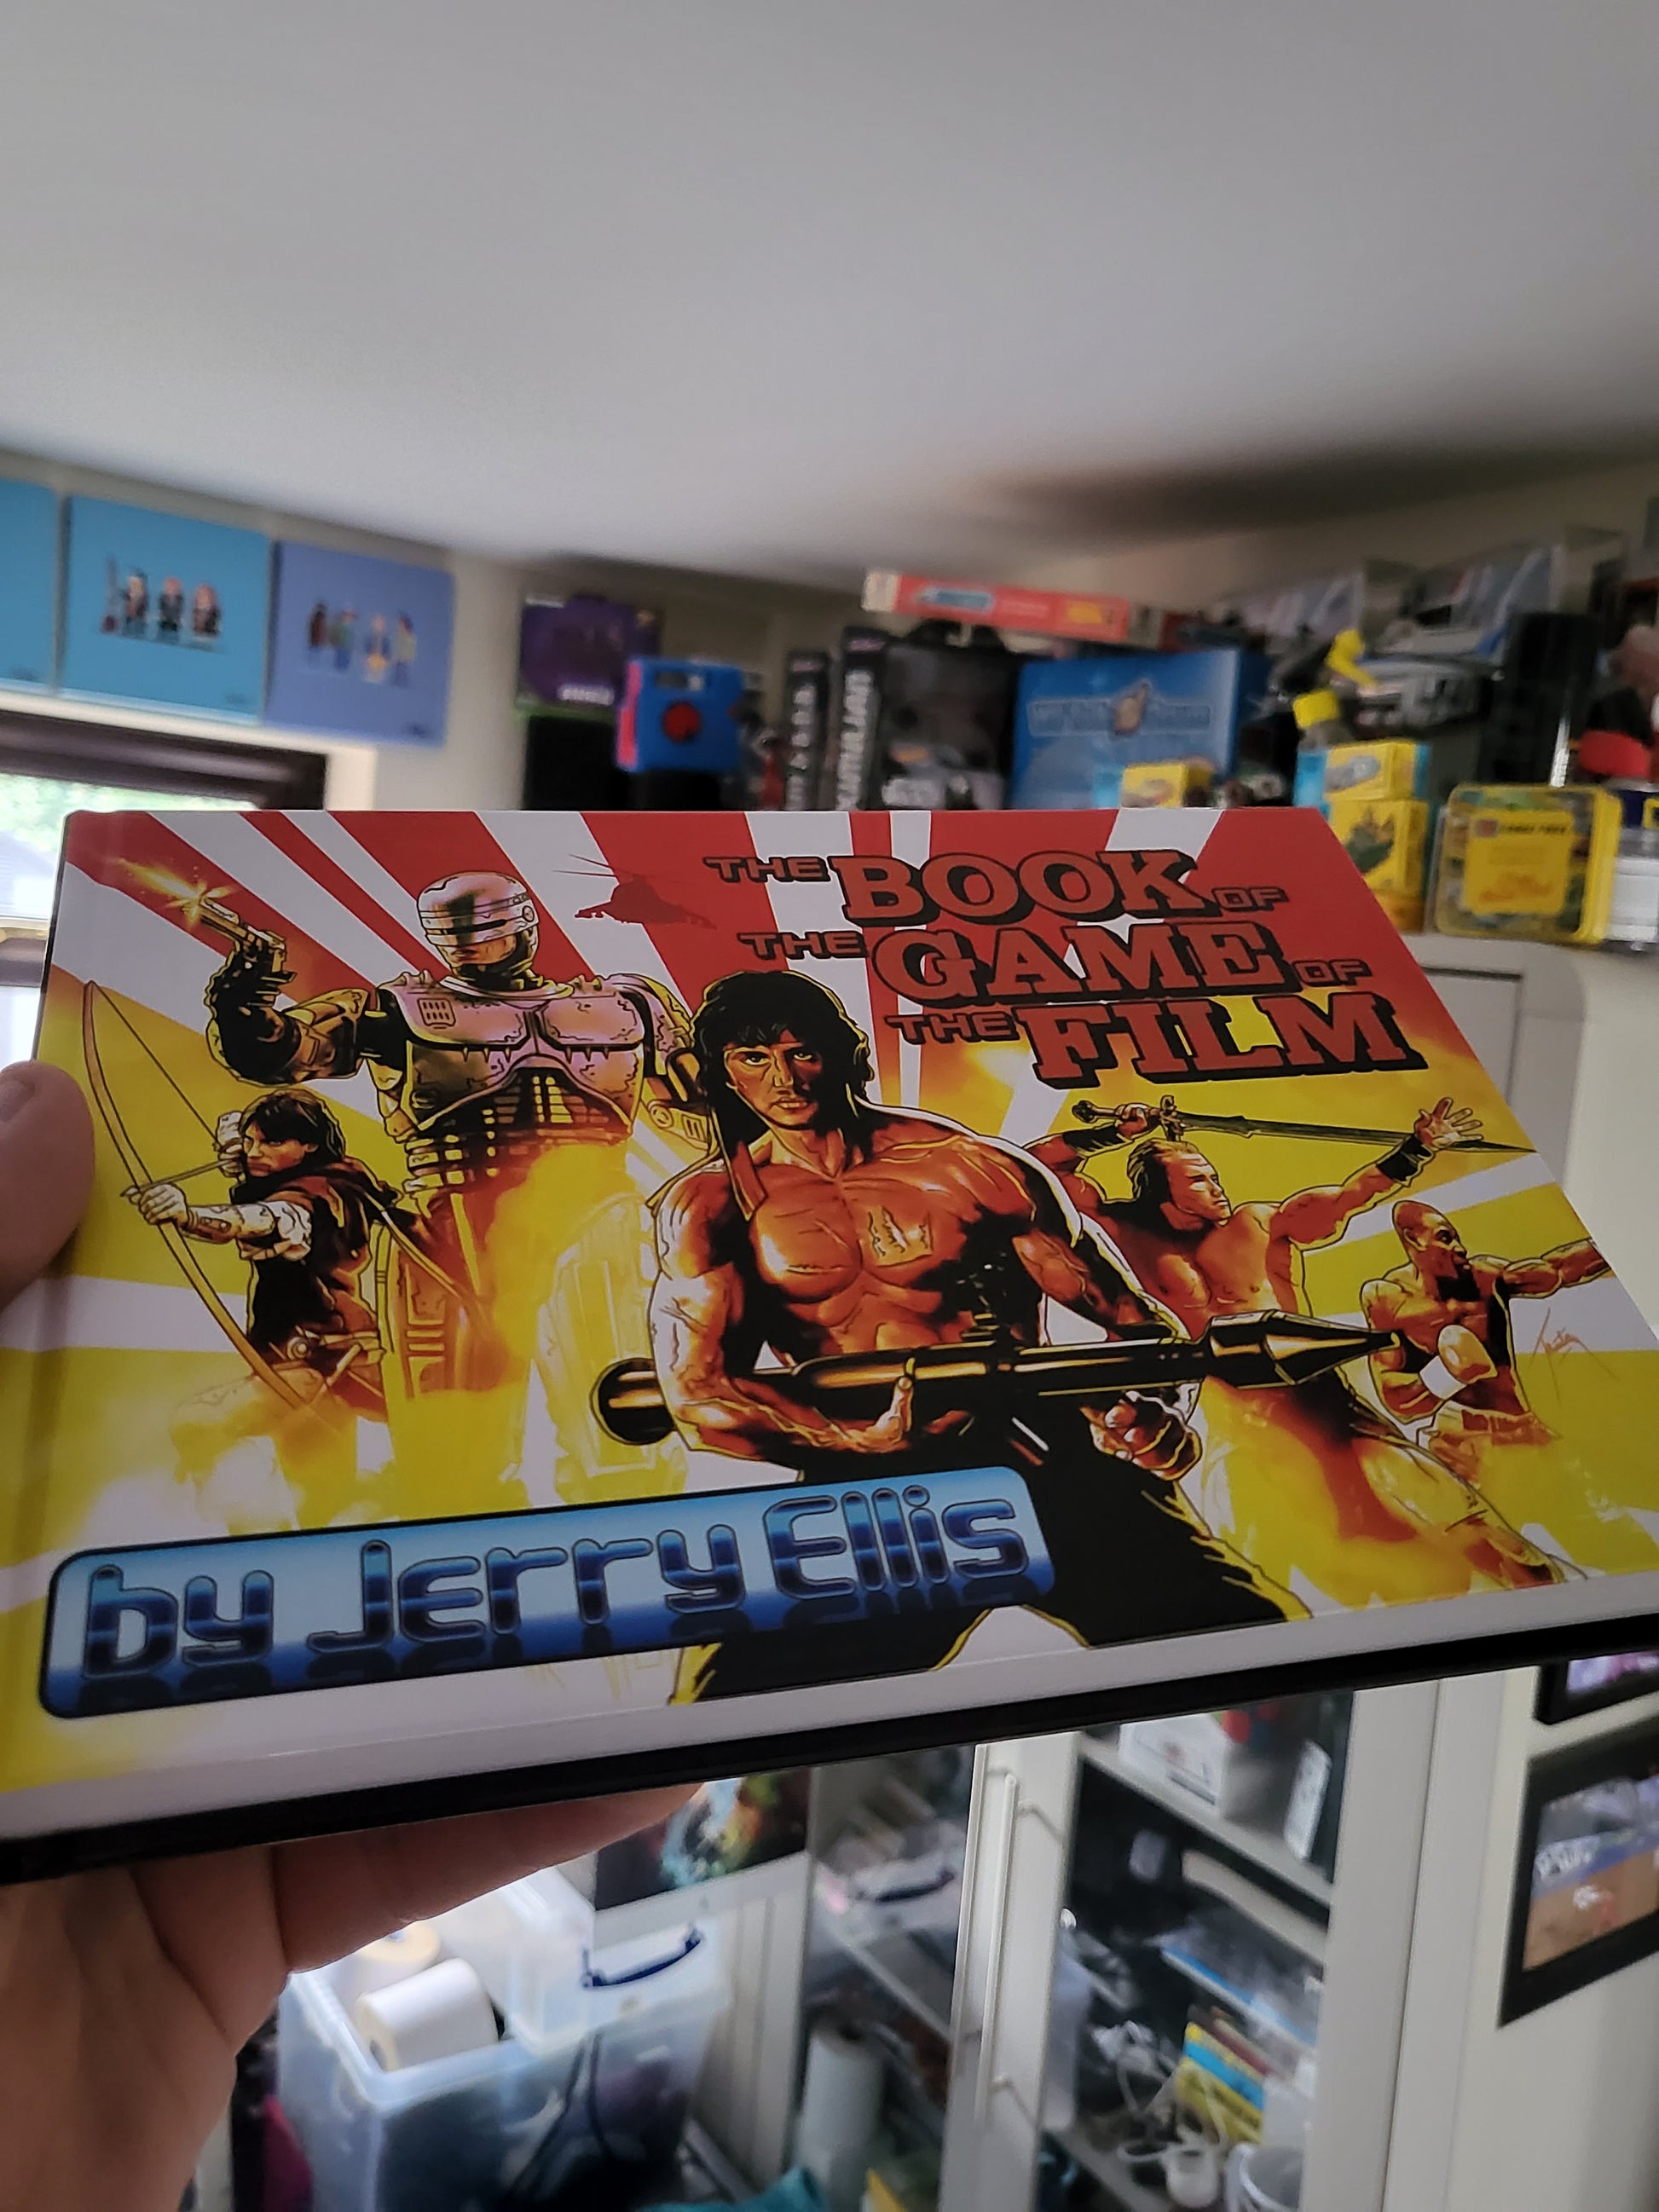 THE BOOK OF
THE GAME OF
THE FILM
by Jerry Ellis